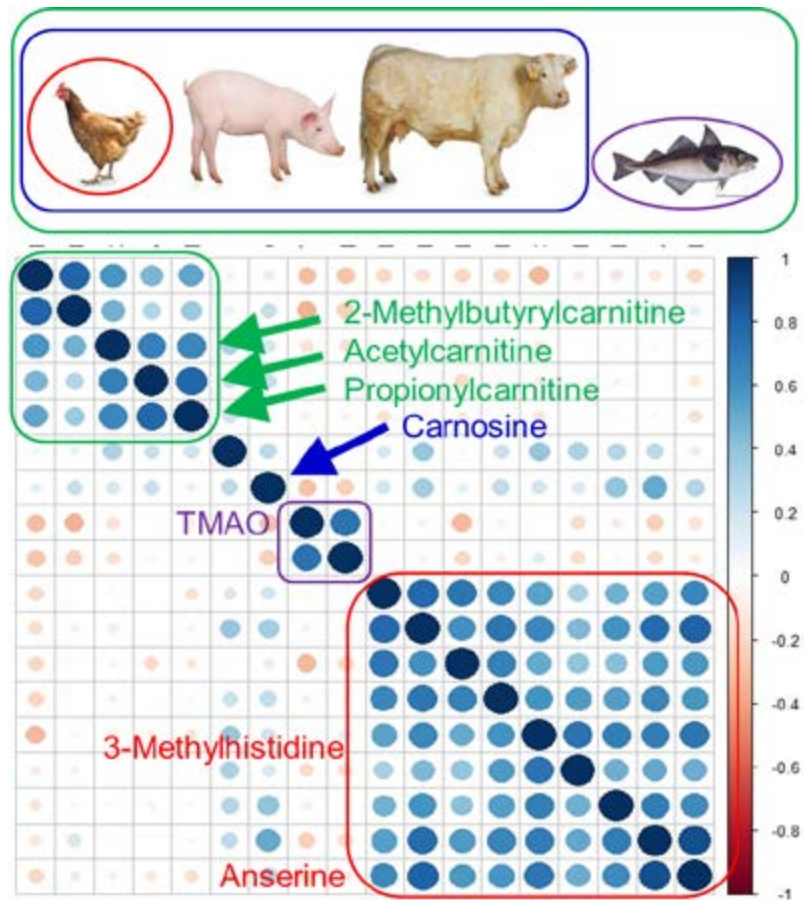 1
2-Methylbutyrylcarnitine
0.8
Acetylcarnitine
Propionylcarnitine
0.6
Carnosine
0.4
0.2
TMAO
0
-0.2
-0.4
3-Methylhistidine
-0.6
-0.8
Anserine
-1